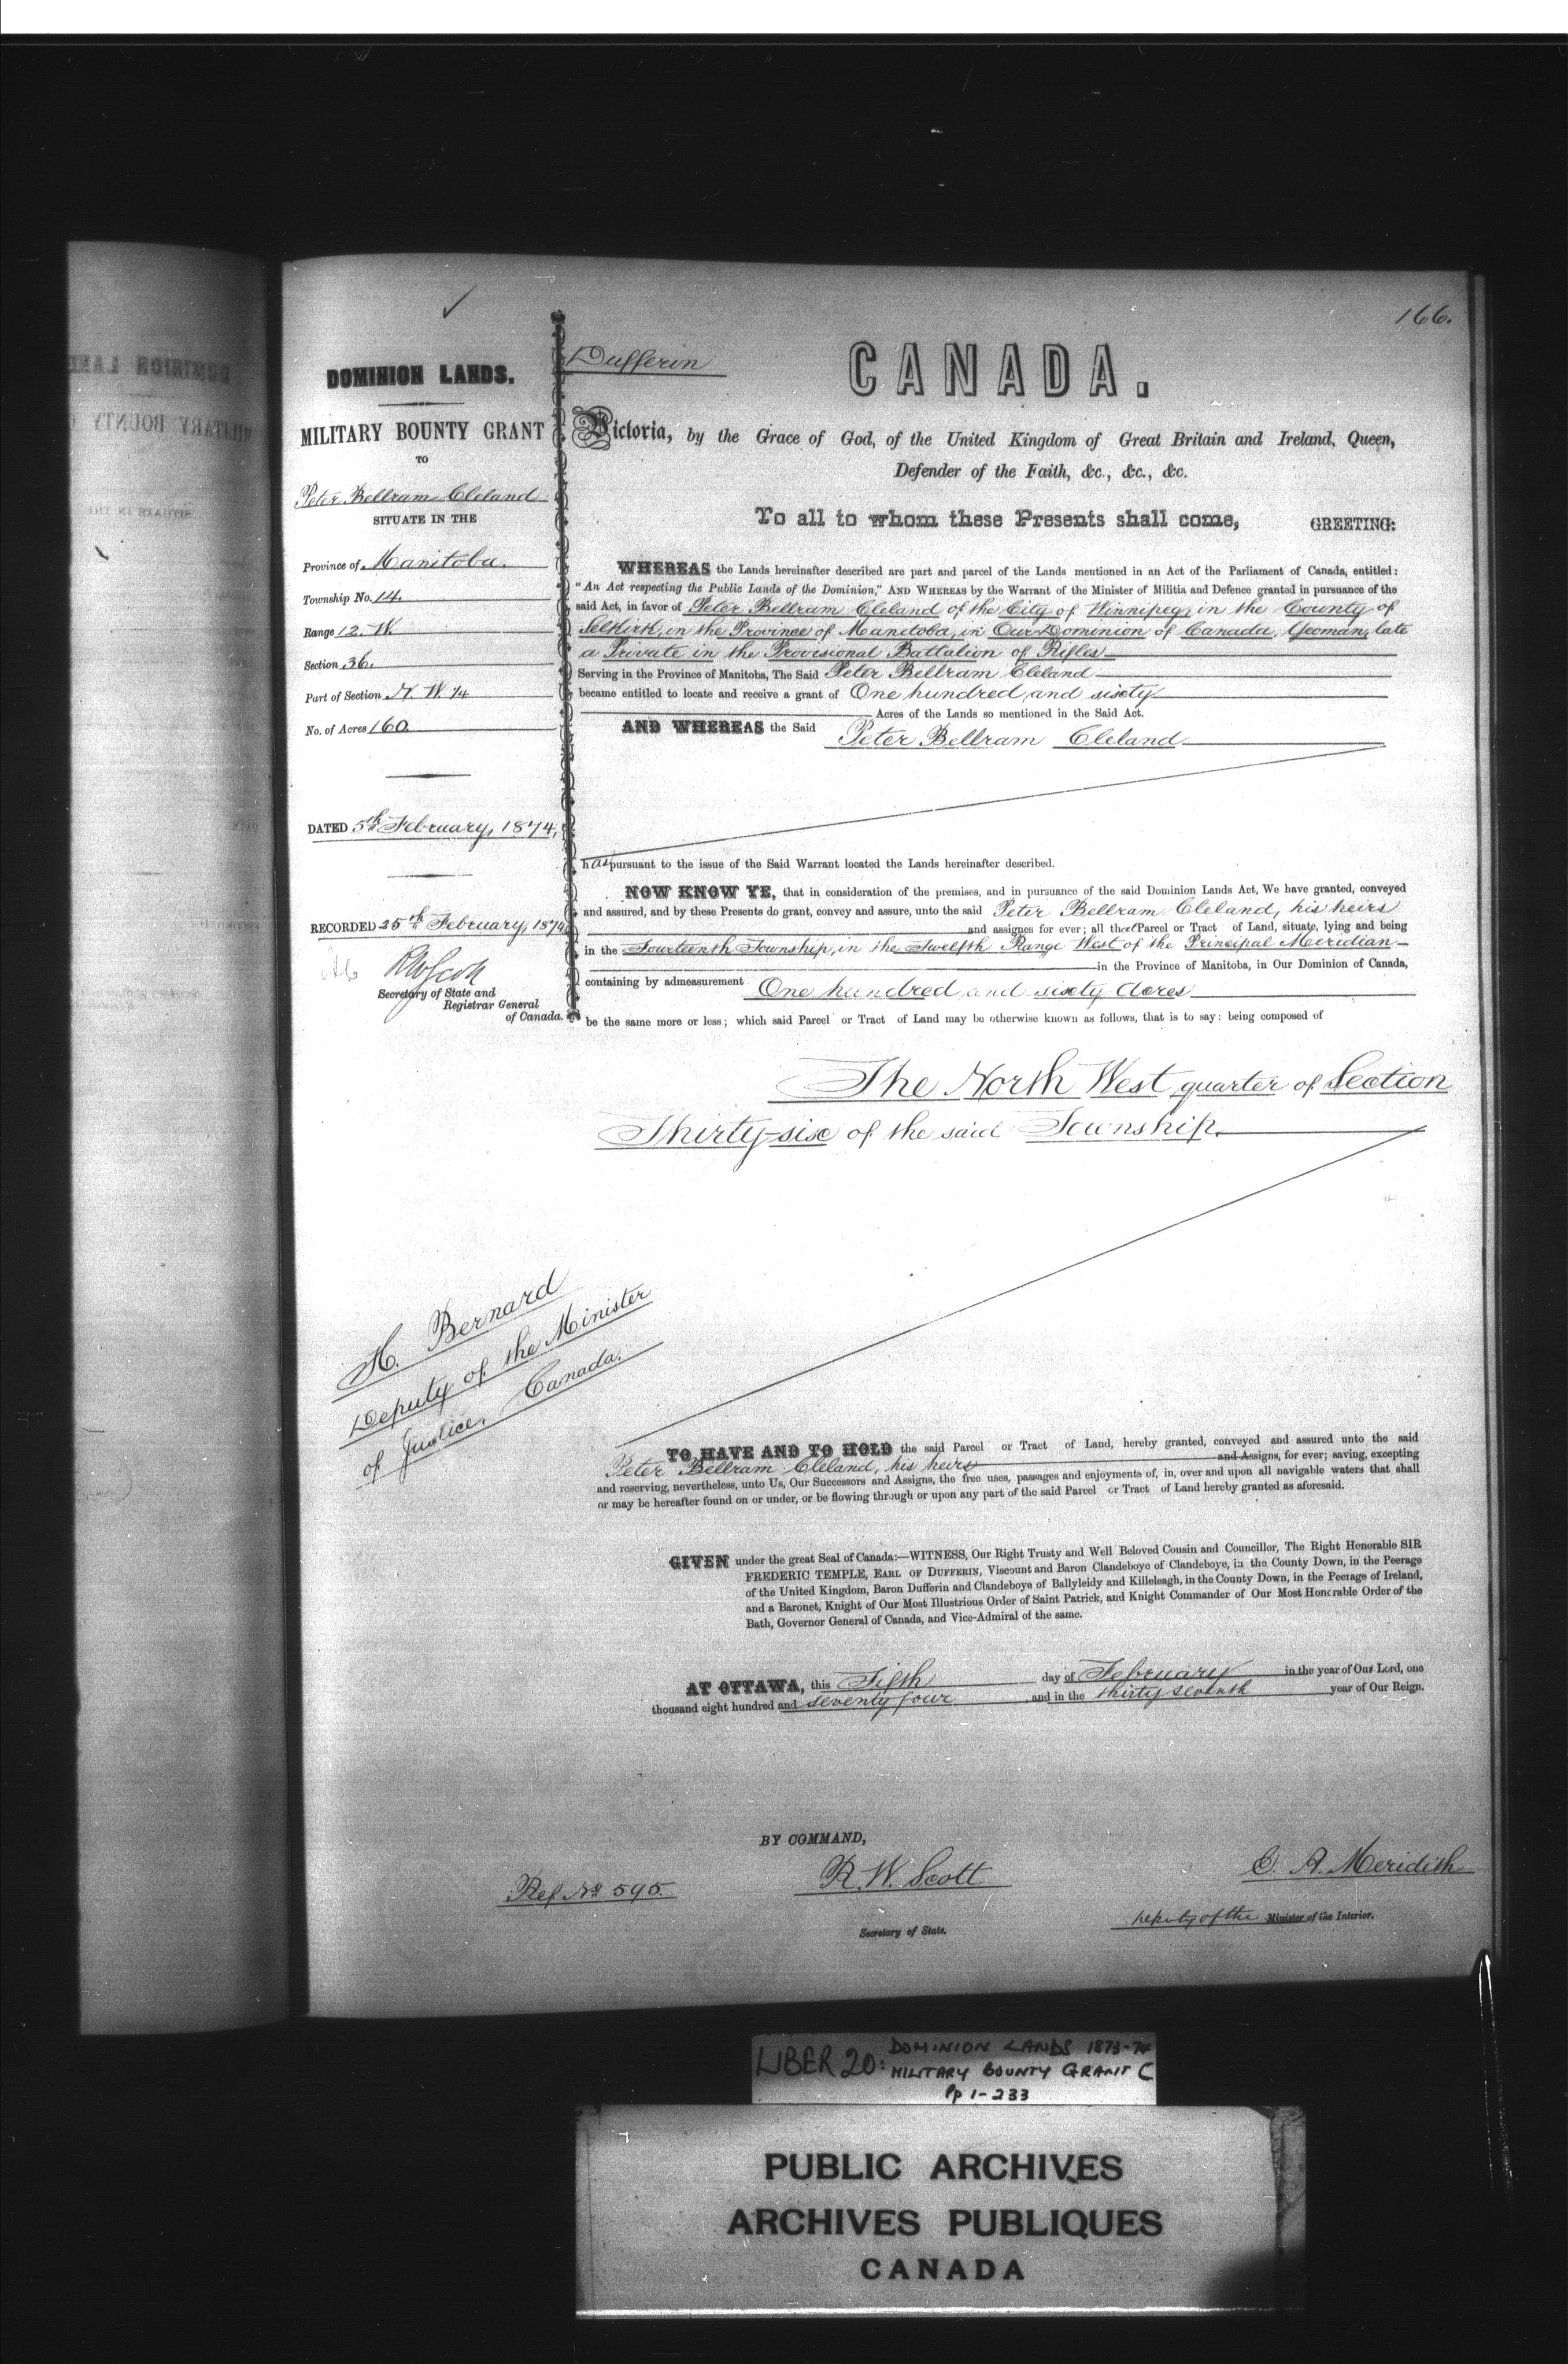 166.
DOMINION LANDS.
MILITARY BOUNTY GRANT
TO
Peter Bellram Cleland
SITUATE IN THE
Province of Manitoba.
Township No. 14.
Range 12. W.
Section 36.
Part of Section N. W 1/4
No. of Acres 160.
DATED 5th February, 1874,
RECORDED 25th February, 1874
RWScott
Secretary of State and
Registrar General
of Canada.
Dufferin
CANADA.
Victoria, by the Grace of God, of the United Kingdom of Great Britain and Ireland, Queen,
Defender of the Faith, &c., &c., &c.
To all to whom these Presents shall come, GREETING:
WHEREAS the Lands hereinafter described are part and parcel of the Lands mentioned in an Act of the Parliament of Canada, entitled:
"An Act respecting the Public Lands of the Dominion," AND WHEREAS by the Warrant of the Minister of Militia and Defence granted in pursuance of the
said Act, in favor of Peter Bellram Cleland of the City of Winnipeg, in the County of
Selkirk, in the Province of Manitoba, in Our Dominion of Canada, Yeoman, late
a Private in the Provisional Battalion of Rifles
Serving in the Province of Manitoba, The Said Peter Bellram Cleland
became entitled to locate and receive a grant of One hundred and sixty
Acres of the Lands so mentioned in the Said Act.
AND WHEREAS the Said Peter Bellram Cleland
has pursuant to the issue of the Said Warrant located the Lands hereinafter described.
NOW KNOW YE, that in consideration of the premises, and in pursuance of the said Dominion Lands Act, We have granted, conveyed
and assured, and by these Presents do grant, convey and assure, unto the said Peter Bellram Cleland, his heirs
and assignes for ever; all that Parcel or Tract of Land, situate, lying and being
in the Fourteenth Township, in the Twelfth Range West of the Principal Meridian
in the Province of Manitoba, in Our Dominion of Canada,
containing by admeasurement One hundred and sixty Acres
be the same more or less; which said Parcel or Tract of Land may be otherwise known as follows, that is to say: being composed of
The North West quarter of Section
Thirty-six of the said Township.
H. Bernard
Deputy of the Minister
of Justice, Canada.
TO HAVE AND TO HOLD the said Parcel or Tract of Land, hereby granted, conveyed and assured unto the said
Peter Bellram Cleland, his heirs and Assigns, for ever; saving, excepting
and reserving, nevertheless, unto Us, Our Successors and Assigns, the free uses, passages and enjoyments of, in, over and upon all navigable waters that shall
or may be hereafter found on or under, or be flowing through or upon any part of the said Parcel or Tract of Land hereby granted as aforesaid.
GIVEN under the great Seal of Canada:—WITNESS, Our Right Trusty and Well Beloved Cousin and Councillor, The Right Honorable SIR
FREDERIC TEMPLE, EARL OF DUFFERIN, Viscount and Baron Clandeboye of Clandeboye, in the County Down, in the Peerage
of the United Kingdom, Baron Dufferin and Clandeboye of Ballyleidy and Killeleagh, in the County Down, in the Peerage of Ireland,
and a Baronet, Knight of Our Most Illustrious Order of Saint Patrick, and Knight Commander of Our Most Honorable Order of the
Bath, Governor General of Canada, and Vice-Admiral of the same.
AT OTTAWA, this Fifth day of February in the year of Our Lord, one
thousand eight hundred and seventy four and in the thirty seventh year of Our Reign.
BY COMMAND,
Ref No 595.
R. W. Scott
Secretary of State.
E. A. Meridith
Deputy of the Minister of the Interior.
LIBER 20: DOMINION LANDS 1873-74
MILITARY BOUNTY GRANT C
Pp 1-233
PUBLIC ARCHIVES
ARCHIVES PUBLIQUES
CANADA